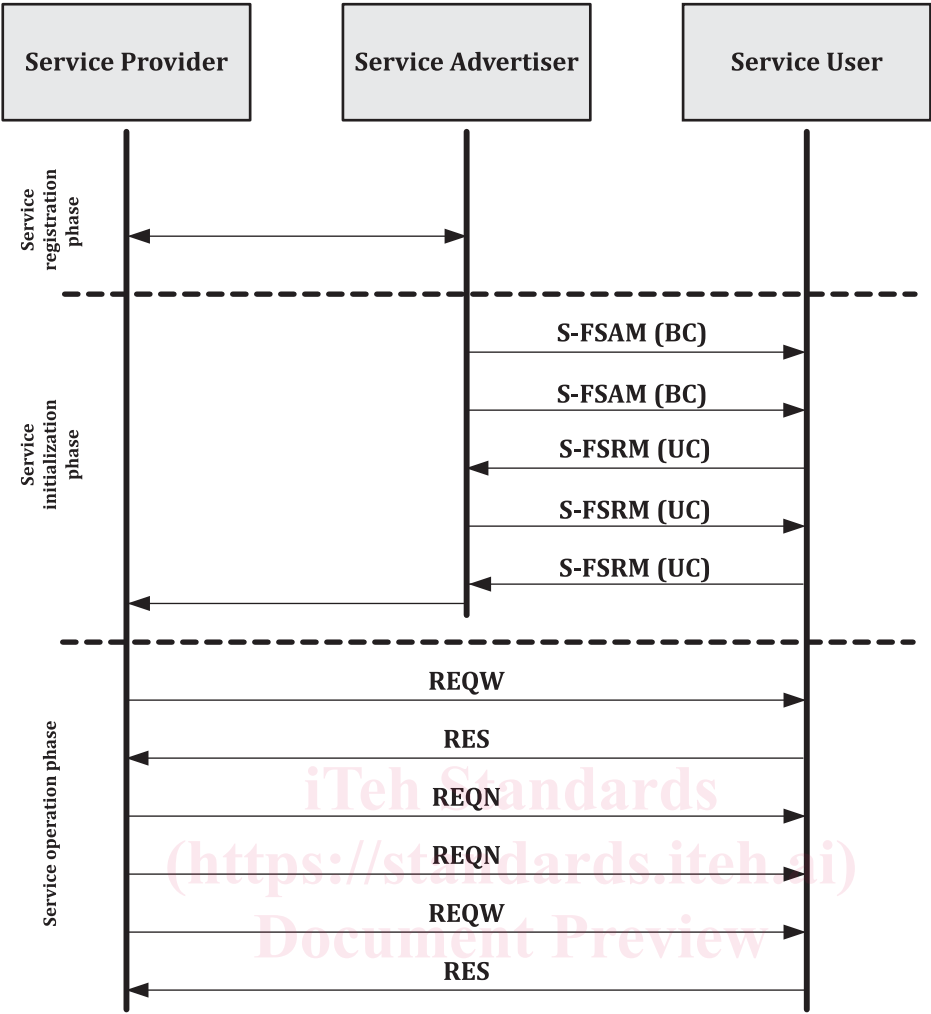 Service Provider
Service Advertiser
Service User
Service
registration
phase
S-FSAM (BC)
S-FSAM (BC)
S-FSRM (UC)
S-FSRM (UC)
S-FSRM (UC)
Service
initialization
phase
REQW
RES
REQN
REQN
REQW
RES
Service operation phase
iTeh Standards
(https://standards.iteh.ai)
Document Preview